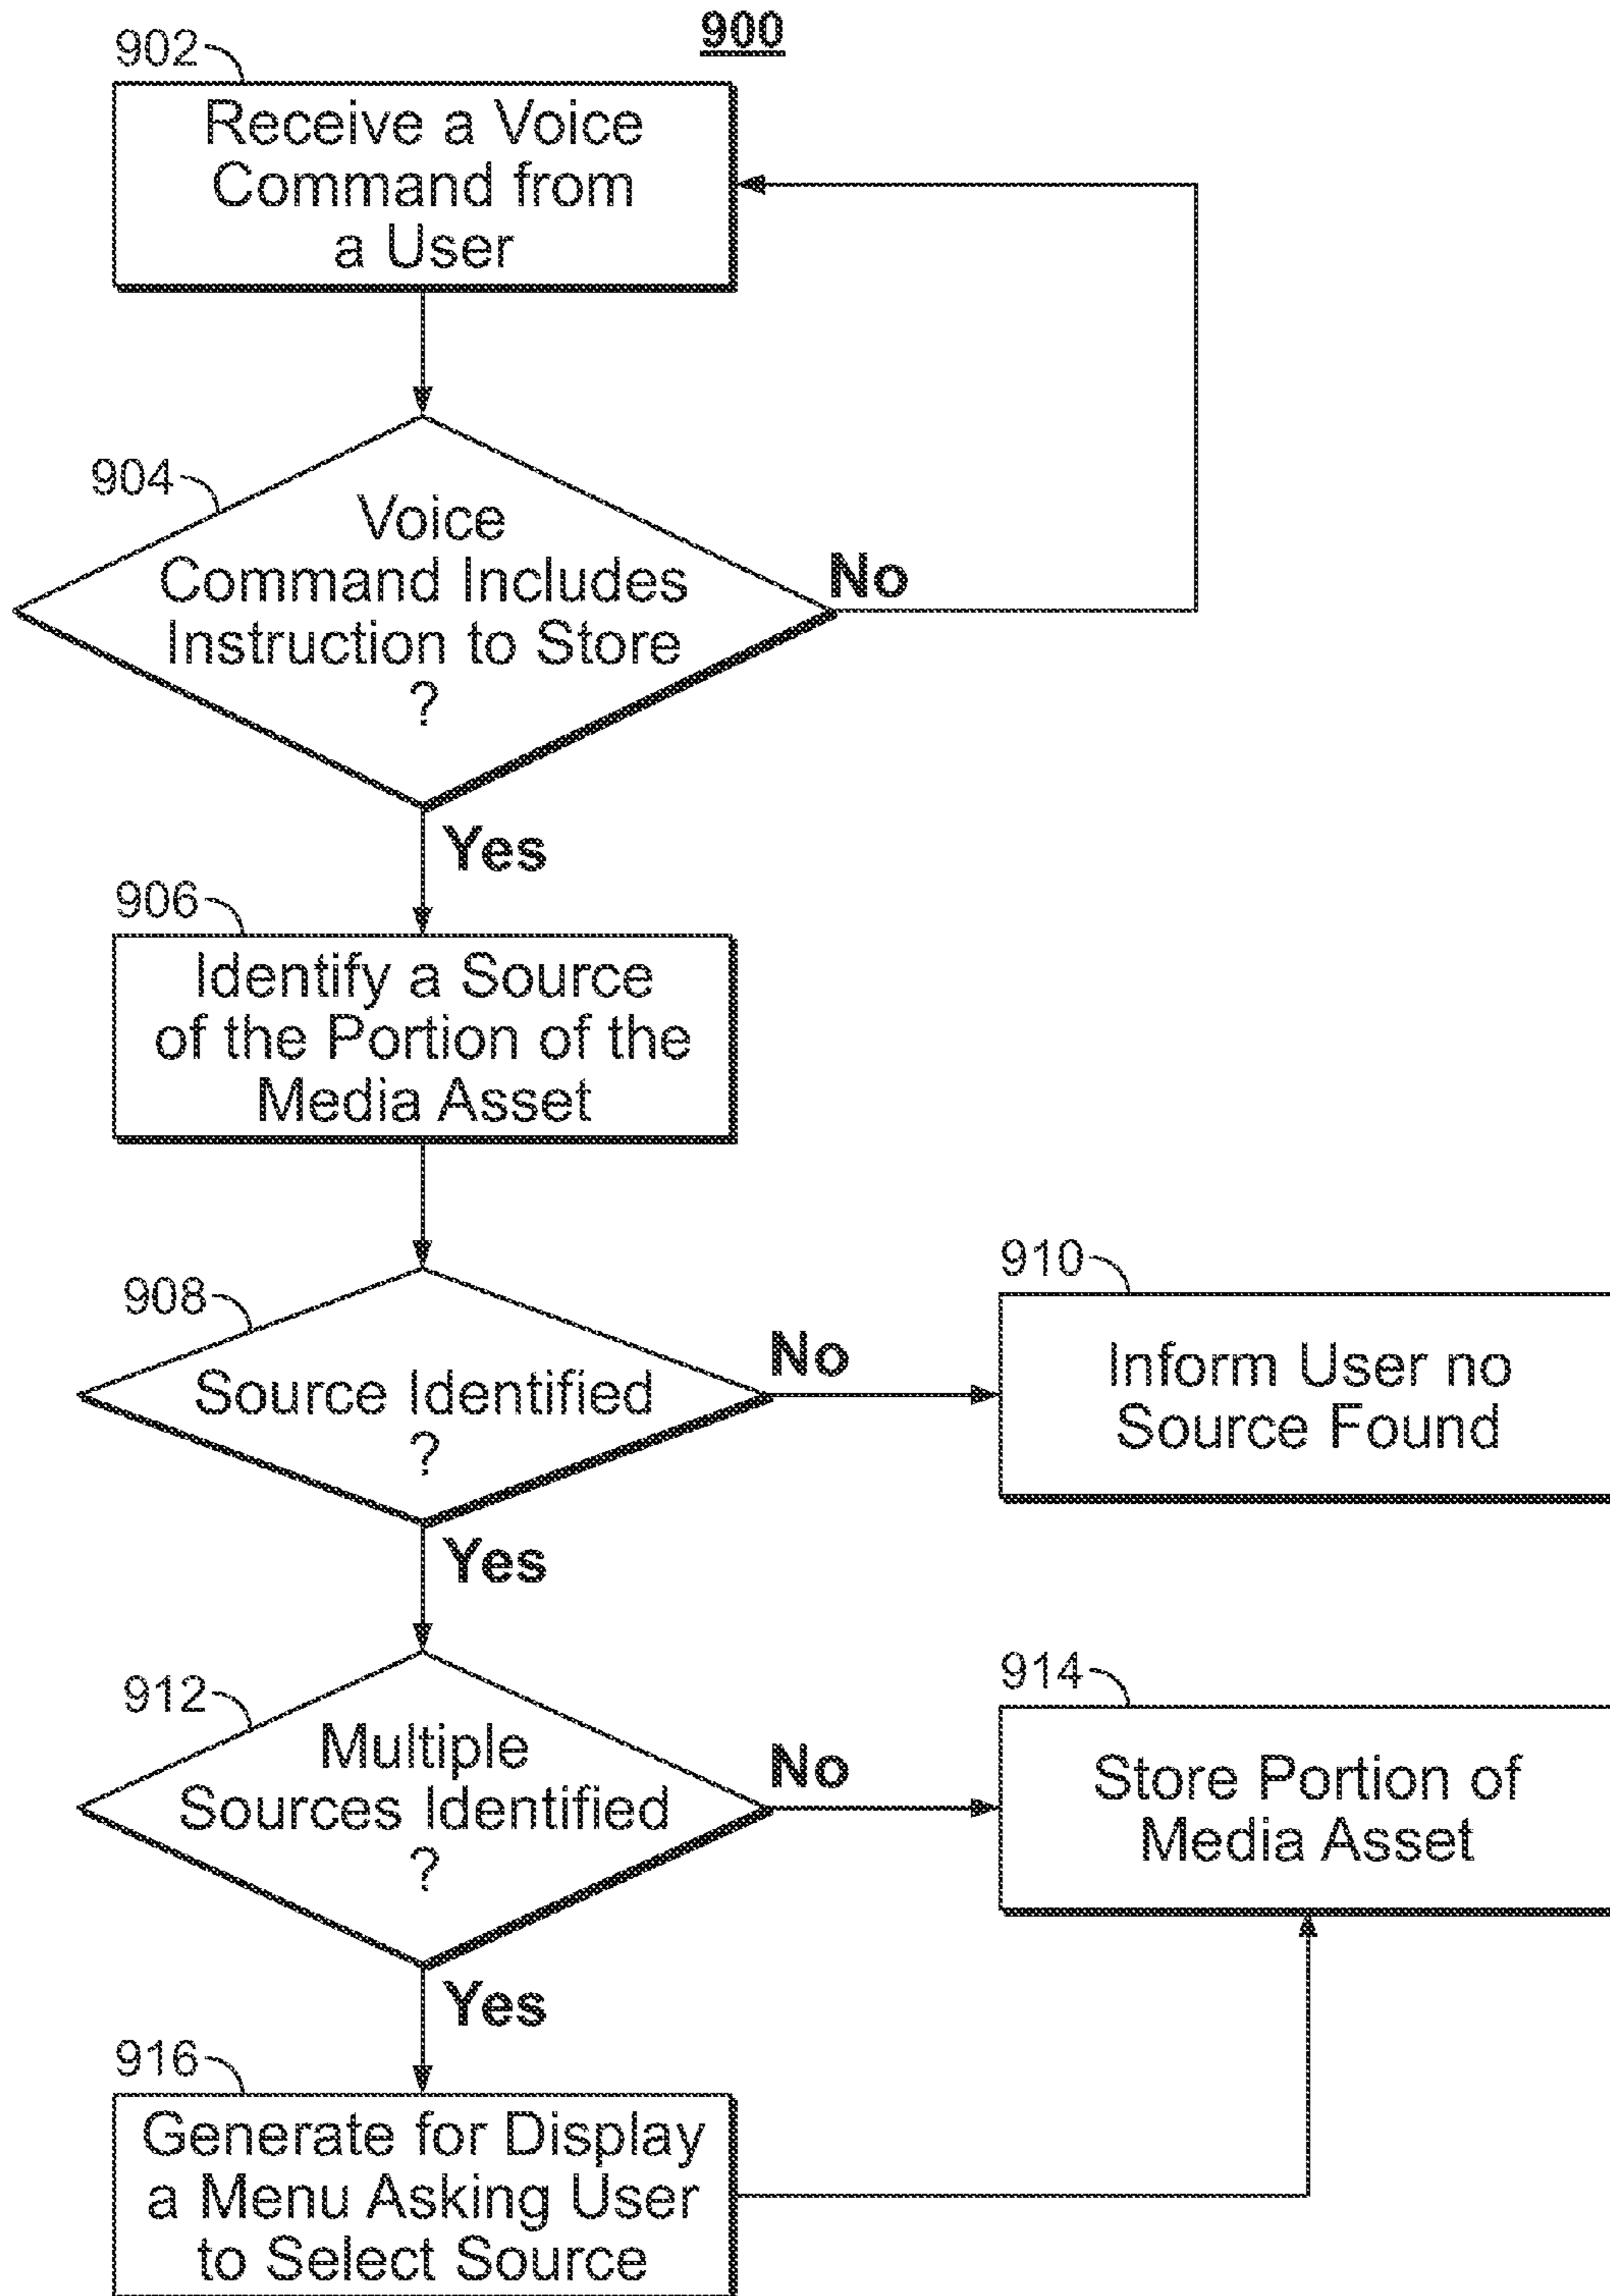 900
902
Receive a Voice
Command from
a User
904
Voice
Command Includes
Instruction to Store
?
No
Yes
906
Identify a Source
of the Portion of the
Media Asset
908
Source Identified
?
No
Yes
910
Inform User no
Source Found
912
Multiple
Sources Identified
?
No
Yes
914
Store Portion of
Media Asset
916
Generate for Display
a Menu Asking User
to Select Source